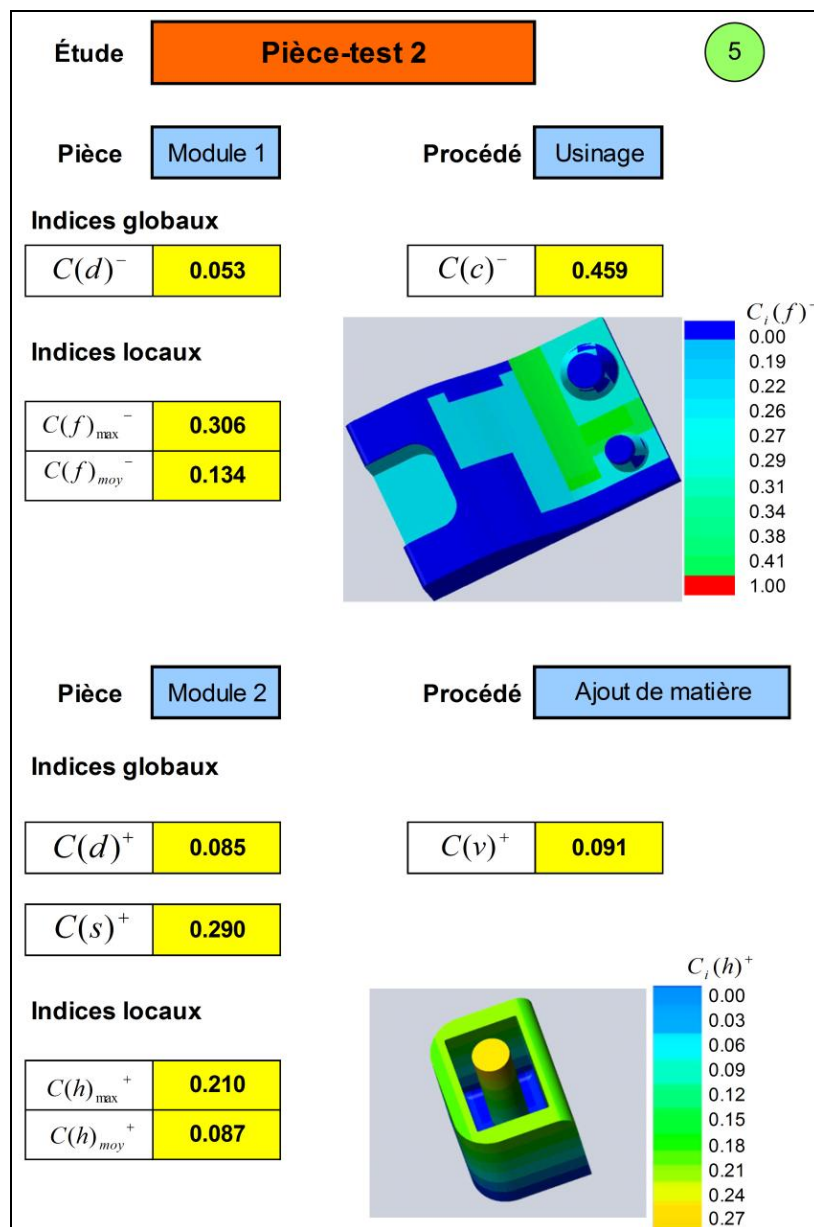 Étude Pièce-test 2 5
Pièce Module 1 Procédé Usinage
Indices globaux
C(d)⁻ 0.053 C(c)⁻ 0.459
Indices locaux
C(f)max⁻ 0.306
C(f)moy⁻ 0.134
Cᵢ(f)⁻
0.00
0.19
0.22
0.26
0.27
0.29
0.31
0.34
0.38
0.41
1.00
Pièce Module 2 Procédé Ajout de matière
Indices globaux
C(d)⁺ 0.085 C(v)⁺ 0.091
C(s)⁺ 0.290
Indices locaux
C(h)max⁺ 0.210
C(h)moy⁺ 0.087
Cᵢ(h)⁺
0.00
0.03
0.06
0.09
0.12
0.15
0.18
0.21
0.24
0.27